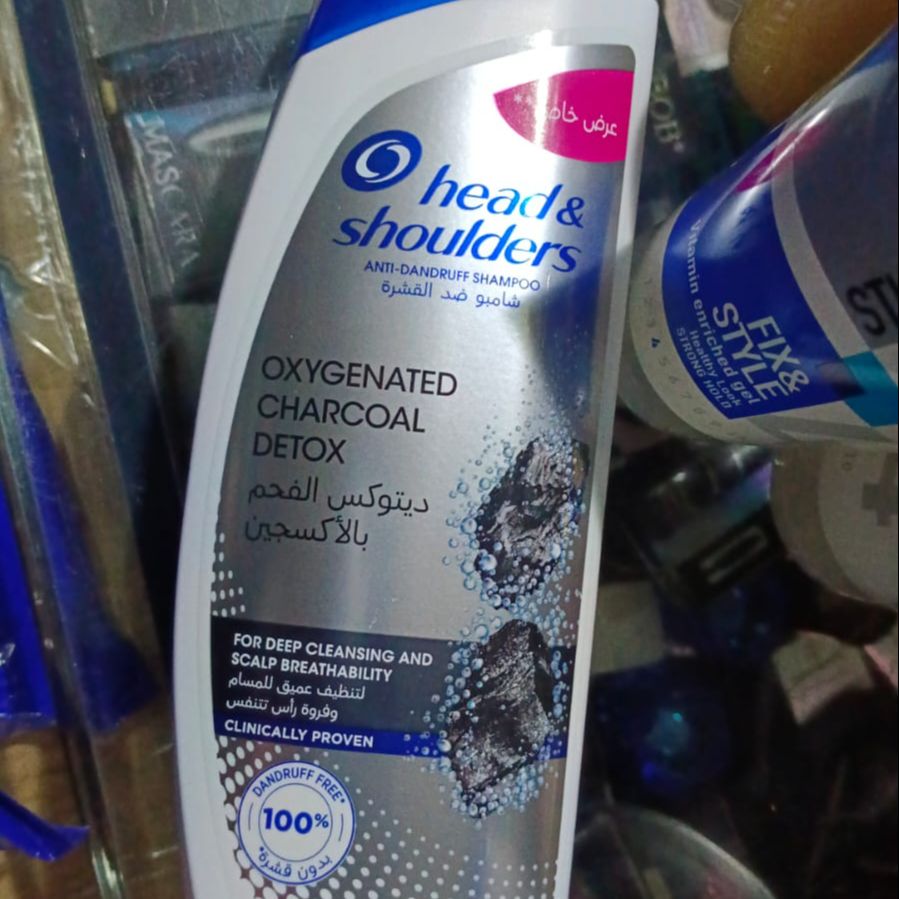 عرض خاص
head &
shoulders
ANTI-DANDRUFF SHAMPOO
شامبو ضد القشرة
OXYGENATED
CHARCOAL
DETOX
ديتوكس الفحم
بالأكسجين
FOR DEEP CLEANSING AND
SCALP BREATHABILITY
لتنظيف عميق للمسام
وفروة رأس تتنفس
CLINICALLY PROVEN
DANDRUFF FREE*
100%
بدون قشرة*
FIX &
STYLE
Vitamin enriched gel
Healthy Look
STRONG HOLD